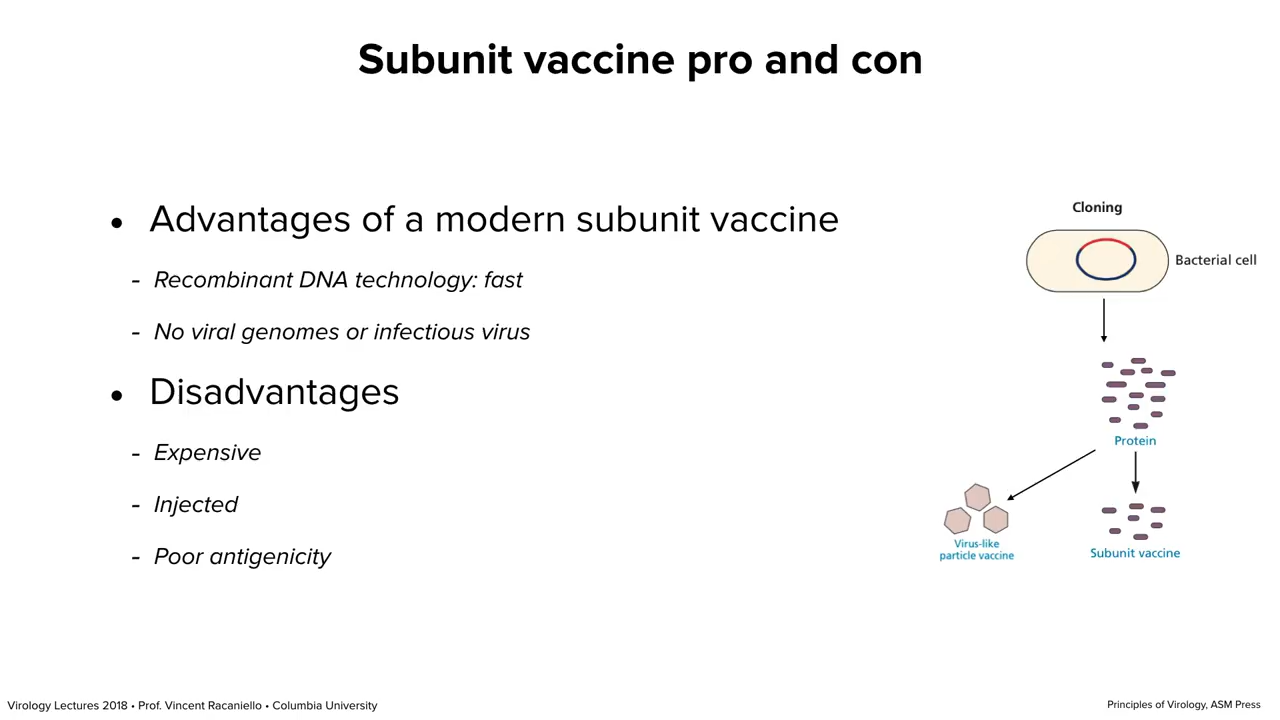 Subunit vaccine pro and con
• Advantages of a modern subunit vaccine
- Recombinant DNA technology: fast
- No viral genomes or infectious virus
• Disadvantages
- Expensive
- Injected
- Poor antigenicity
Cloning
Bacterial cell
Protein
Virus-like
particle vaccine
Subunit vaccine
Virology Lectures 2018 • Prof. Vincent Racaniello • Columbia University
Principles of Virology, ASM Press